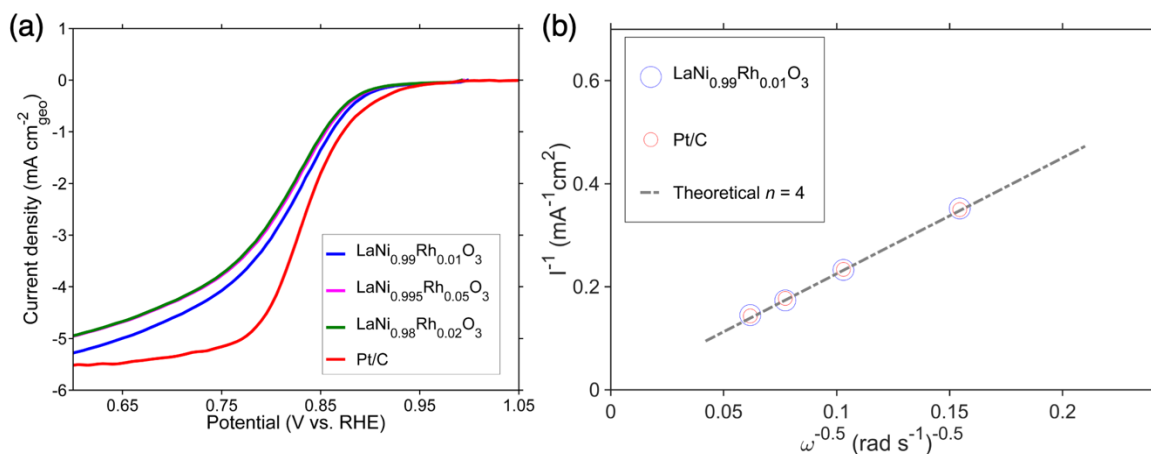 (a)
1
0
-1
-2
-3
-4
-5
-6
Current density (mA cm⁻²geo)
0.65 0.75 0.85 0.95 1.05
Potential (V vs. RHE)
LaNi0.99Rh0.01O3
LaNi0.995Rh0.05O3
LaNi0.98Rh0.02O3
Pt/C
(b)
0.6
0.4
0.2
0
I⁻¹ (mA⁻¹cm²)
0 0.05 0.1 0.15 0.2
ω⁻⁰·⁵ (rad s⁻¹)⁻⁰·⁵
LaNi0.99Rh0.01O3
Pt/C
Theoretical n = 4